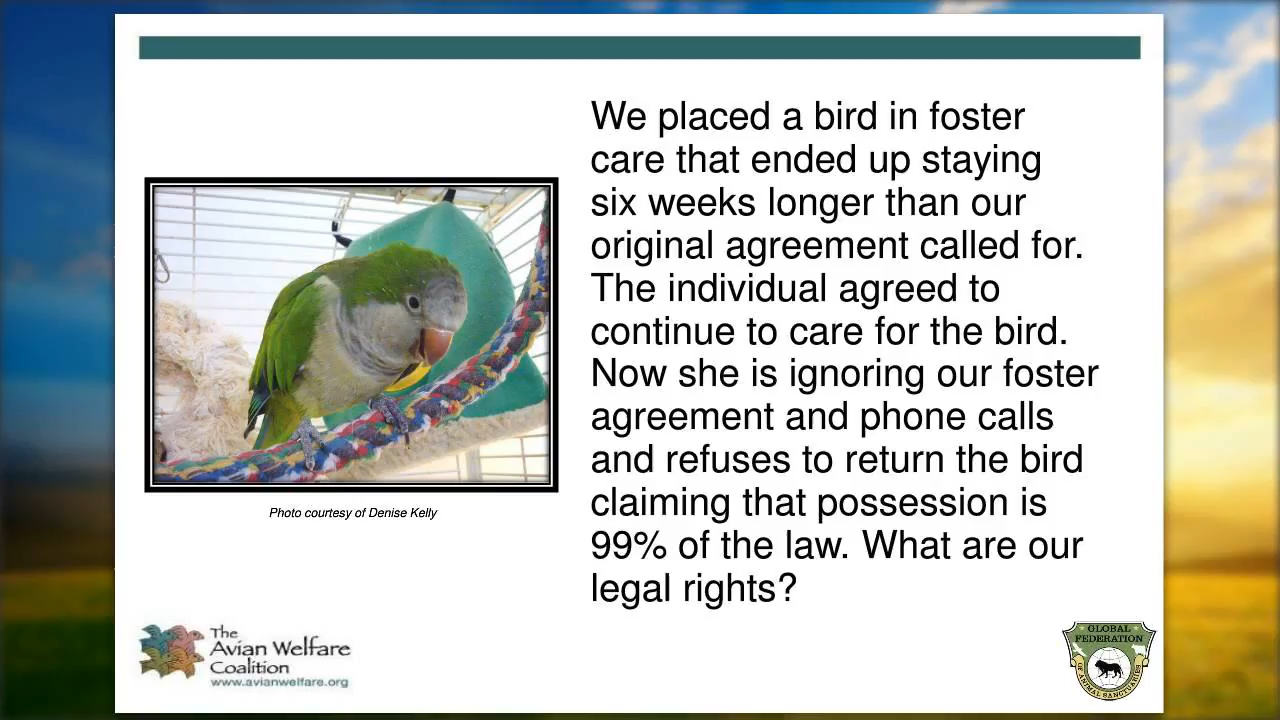 We placed a bird in foster
care that ended up staying
six weeks longer than our
original agreement called for.
The individual agreed to
continue to care for the bird.
Now she is ignoring our foster
agreement and phone calls
and refuses to return the bird
claiming that possession is
99% of the law. What are our
legal rights?
Photo courtesy of Denise Kelly
The
Avian Welfare
Coalition
www.avianwelfare.org
GLOBAL
FEDERATION
OF ANIMAL SANCTUARIES